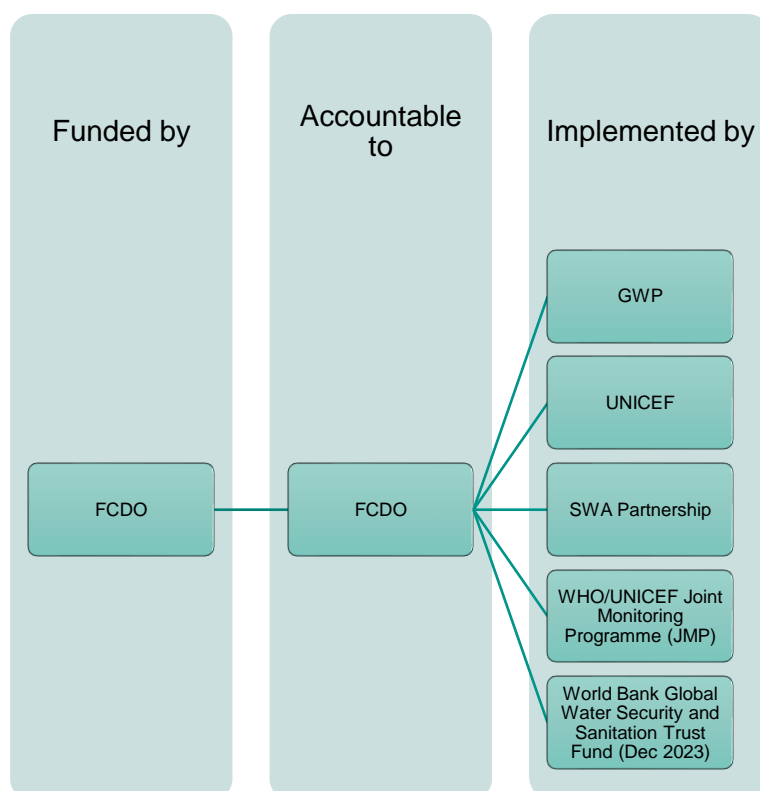 Funded by
Accountable
to
Implemented by
GWP
UNICEF
FCDO
FCDO
SWA Partnership
WHO/UNICEF Joint
Monitoring
Programme (JMP)
World Bank Global
Water Security and
Sanitation Trust
Fund (Dec 2023)